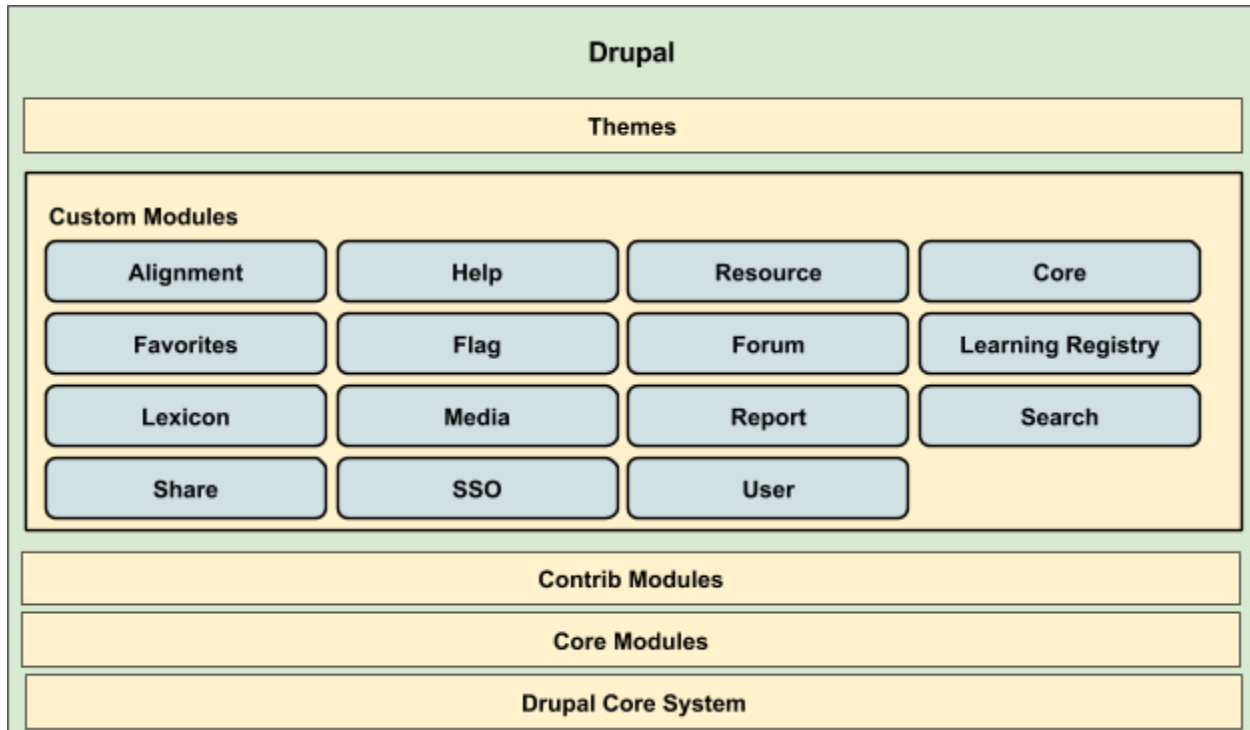 Drupal
Themes
Custom Modules
Alignment
Help
Resource
Core
Favorites
Flag
Forum
Learning Registry
Lexicon
Media
Report
Search
Share
SSO
User
Contrib Modules
Core Modules
Drupal Core System